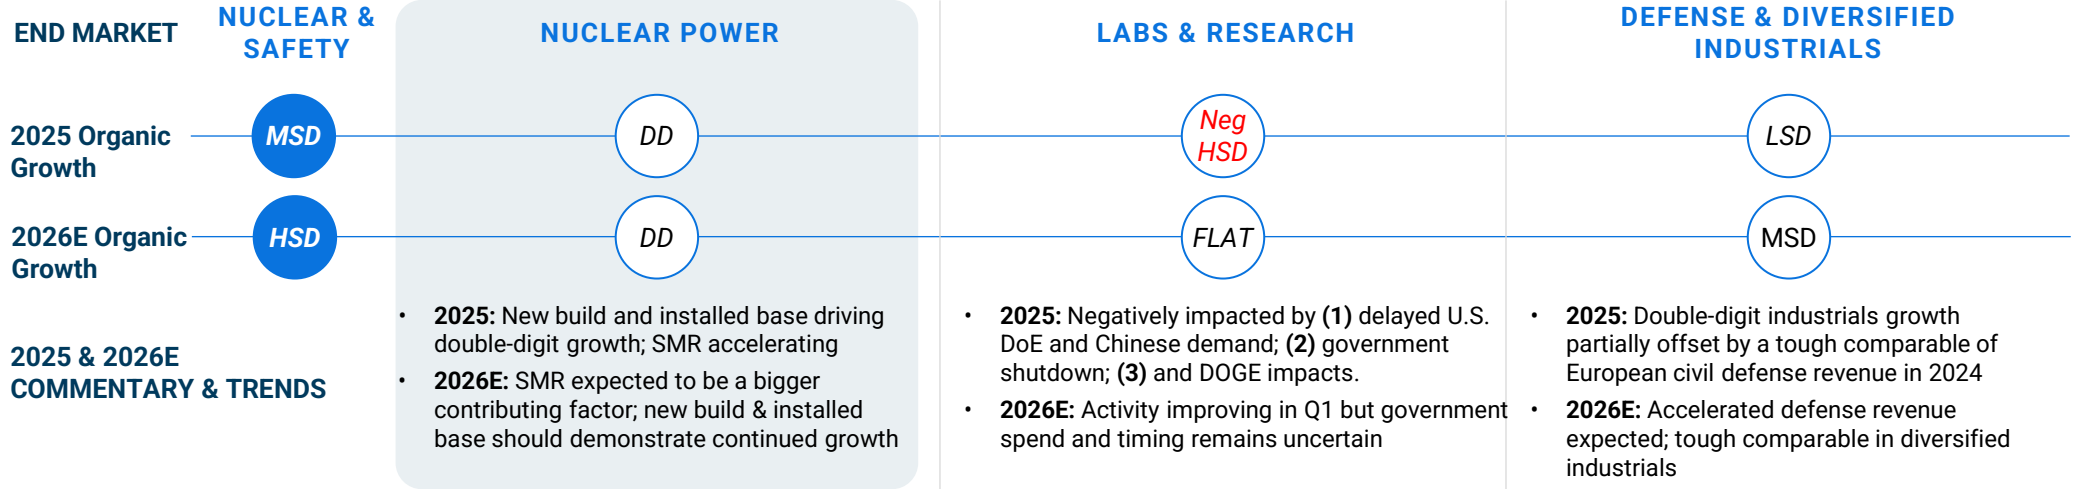 END MARKET
NUCLEAR &
SAFETY
NUCLEAR POWER
LABS & RESEARCH
DEFENSE & DIVERSIFIED
INDUSTRIALS
2025 Organic
Growth
MSD
DD
Neg
HSD
LSD
2026E Organic
Growth
HSD
DD
FLAT
MSD
2025 & 2026E
COMMENTARY & TRENDS
• 2025: New build and installed base driving
double-digit growth; SMR accelerating
• 2026E: SMR expected to be a bigger
contributing factor; new build & installed
base should demonstrate continued growth
• 2025: Negatively impacted by (1) delayed U.S.
DoE and Chinese demand; (2) government
shutdown; (3) and DOGE impacts.
• 2026E: Activity improving in Q1 but government
spend and timing remains uncertain
• 2025: Double-digit industrials growth
partially offset by a tough comparable of
European civil defense revenue in 2024
• 2026E: Accelerated defense revenue
expected; tough comparable in diversified
industrials